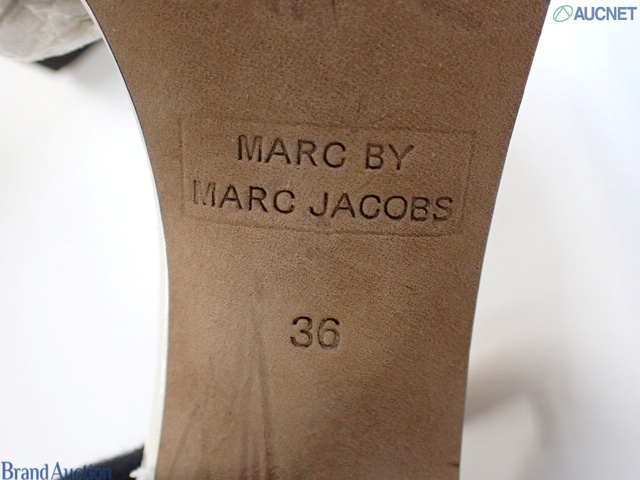 AUCNET
MARC BY
MARC JACOBS
36
Brand Auction